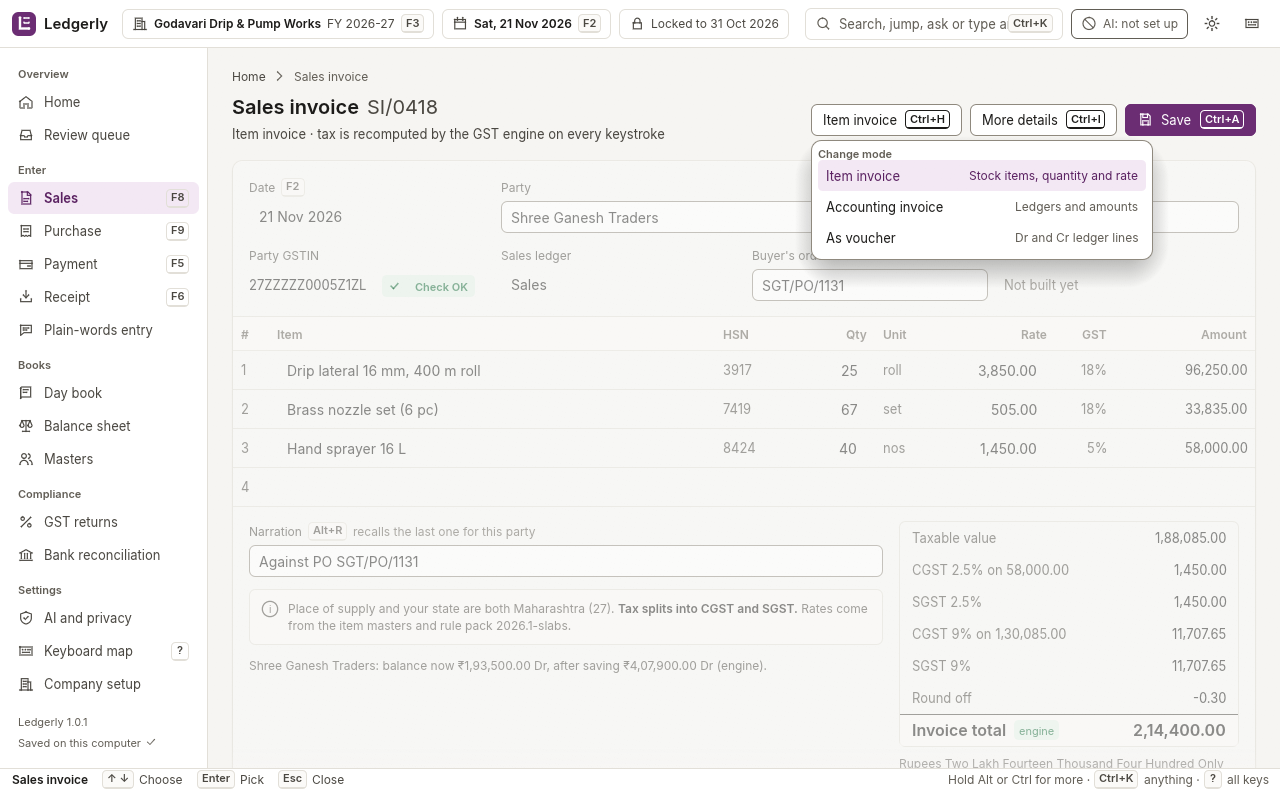 Ledgerly
Godavari Drip & Pump Works FY 2026-27 F3
Sat, 21 Nov 2026 F2
Locked to 31 Oct 2026
Search, jump, ask or type a Ctrl+K
AI: not set up
Overview
Home
Review queue
Enter
Sales F8
Purchase F9
Payment F5
Receipt F6
Plain-words entry
Books
Day book
Balance sheet
Masters
Compliance
GST returns
Bank reconciliation
Settings
AI and privacy
Keyboard map ?
Company setup
Ledgerly 1.0.1
Saved on this computer
Home > Sales invoice
Sales invoice SI/0418
Item invoice · tax is recomputed by the GST engine on every keystroke
Item invoice Ctrl+H
More details Ctrl+I
Save Ctrl+A
Change mode
Item invoice Stock items, quantity and rate
Accounting invoice Ledgers and amounts
As voucher Dr and Cr ledger lines
Date F2
21 Nov 2026
Party
Shree Ganesh Traders
Party GSTIN
27ZZZZZ0005Z1ZL Check OK
Sales ledger
Sales
Buyer's ord
SGT/PO/1131
Not built yet
# Item HSN Qty Unit Rate GST Amount
1 Drip lateral 16 mm, 400 m roll 3917 25 roll 3,850.00 18% 96,250.00
2 Brass nozzle set (6 pc) 7419 67 set 505.00 18% 33,835.00
3 Hand sprayer 16 L 8424 40 nos 1,450.00 5% 58,000.00
4
Narration Alt+R recalls the last one for this party
Against PO SGT/PO/1131
Place of supply and your state are both Maharashtra (27). Tax splits into CGST and SGST. Rates come
from the item masters and rule pack 2026.1-slabs.
Shree Ganesh Traders: balance now ₹1,93,500.00 Dr, after saving ₹4,07,900.00 Dr (engine).
Taxable value 1,88,085.00
CGST 2.5% on 58,000.00 1,450.00
SGST 2.5% 1,450.00
CGST 9% on 1,30,085.00 11,707.65
SGST 9% 11,707.65
Round off -0.30
Invoice total engine 2,14,400.00
Rupees Two Lakh Fourteen Thousand Four Hundred Only
Sales invoice ↑ ↓ Choose Enter Pick Esc Close
Hold Alt or Ctrl for more · Ctrl+K anything · ? all keys